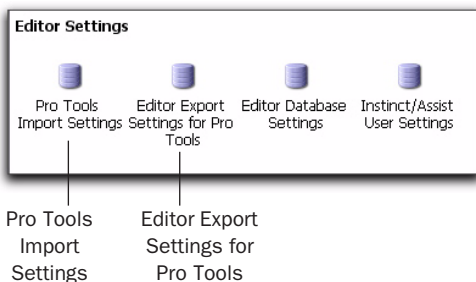 Editor Settings
Pro Tools
Import Settings
Editor Export
Settings for Pro
Tools
Editor Database
Settings
Instinct/Assist
User Settings
Pro Tools
Import
Settings
Editor Export
Settings for
Pro Tools